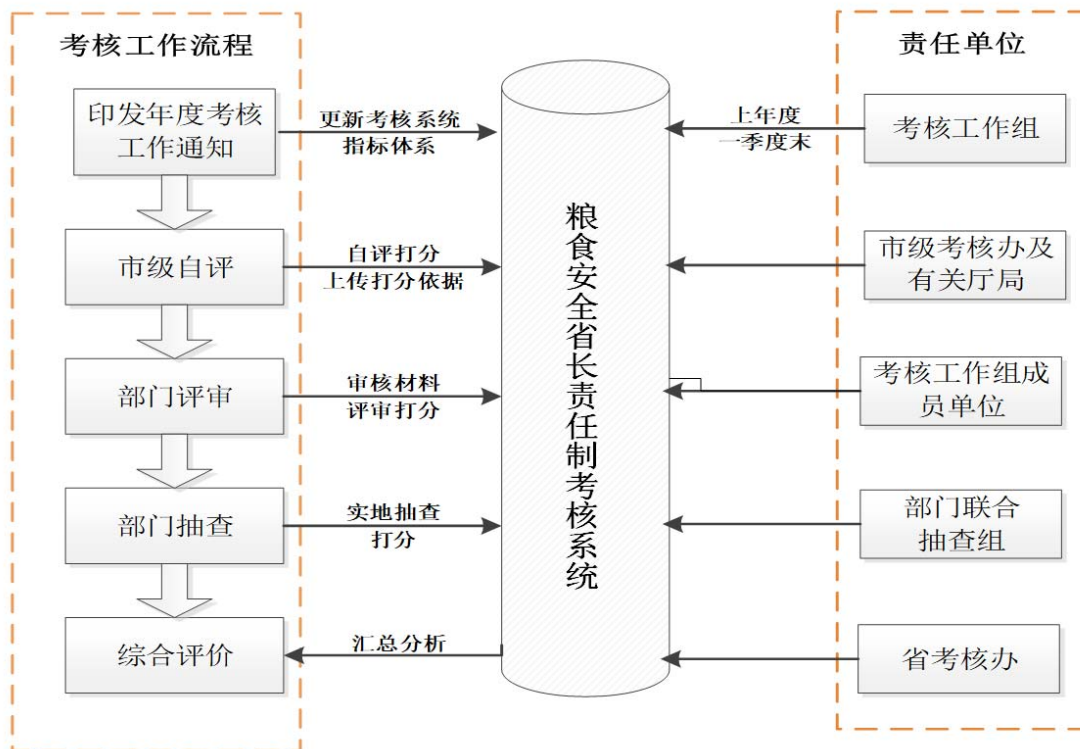 考核工作流程
印发年度考核
工作通知
市级自评
部门评审
部门抽查
综合评价
更新考核系统
指标体系
自评打分
上传打分依据
审核材料
评审打分
实地抽查
打分
汇总分析
粮食安全省长责任制考核系统
上年度
一季度末
责任单位
考核工作组
市级考核办及
有关厅局
考核工作组成
员单位
部门联合
抽查组
省考核办